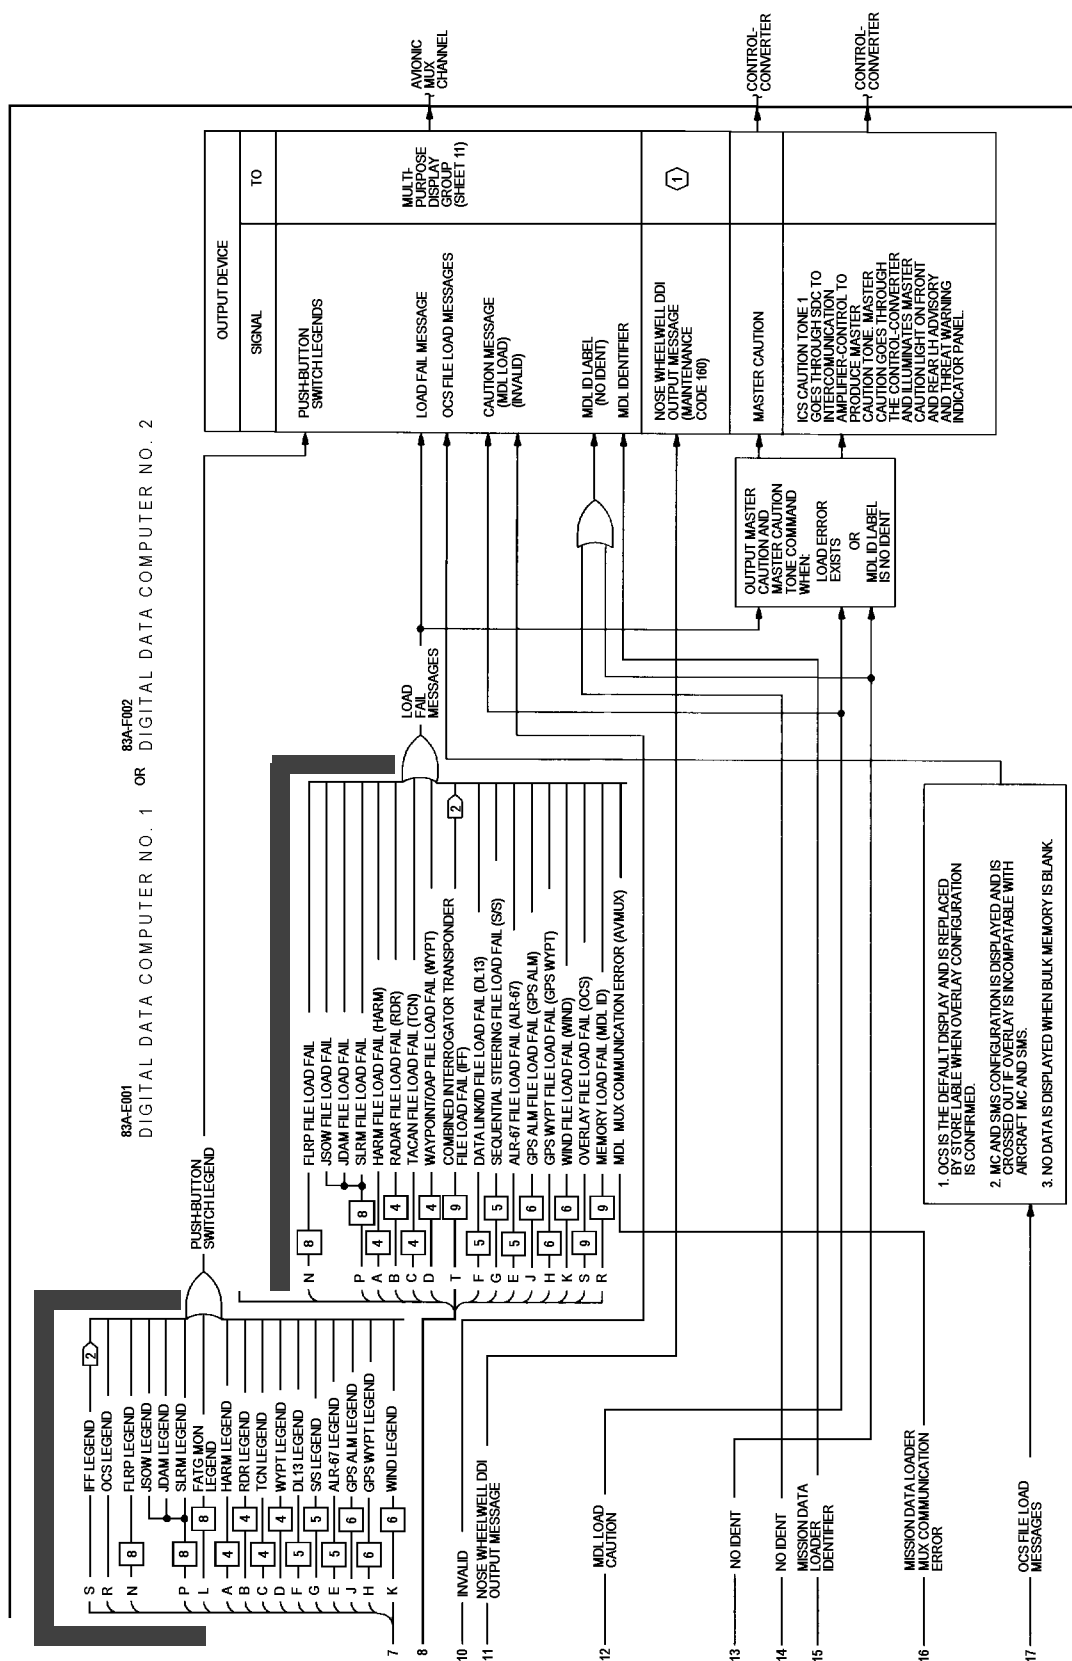 83A-E001
DIGITAL DATA COMPUTER NO. 1 OR
83A-F002
DIGITAL DATA COMPUTER NO. 2
S
IFF LEGEND
2
R
OCS LEGEND
N
8
FLRP LEGEND
JSOW LEGEND
JDAM LEGEND
P
8
SLRM LEGEND
L
8
FATG MON
LEGEND
A
4
HARM LEGEND
B
4
RDR LEGEND
C
4
TCN LEGEND
D
4
WYPT LEGEND
F
5
DL13 LEGEND
G
5
S/S LEGEND
E
5
ALR-67 LEGEND
J
6
GPS ALM LEGEND
H
6
GPS WYPT LEGEND
K
6
WIND LEGEND
7
PUSH-BUTTON
SWITCH LEGEND
N
8
FLRP FILE LOAD FAIL
JSOW FILE LOAD FAIL
JDAM FILE LOAD FAIL
P
8
SLRM FILE LOAD FAIL
A
4
HARM FILE LOAD FAIL (HARM)
B
4
RADAR FILE LOAD FAIL (RDR)
C
4
TACAN FILE LOAD FAIL (TCN)
D
4
WAYPOINT/OAP FILE LOAD FAIL (WYPT)
T
9
COMBINED INTERROGATOR TRANSPONDER
FILE LOAD FAIL (IFF)
2
F
5
DATA LINK/ID FILE LOAD FAIL (DL13)
G
5
SEQUENTIAL STEERING FILE LOAD FAIL (S/S)
E
5
ALR-67 FILE LOAD FAIL (ALR-67)
J
6
GPS ALM FILE LOAD FAIL (GPS ALM)
H
6
GPS WYPT FILE LOAD FAIL (GPS WYPT)
K
6
WIND FILE LOAD FAIL (WIND)
S
9
OVERLAY FILE LOAD FAIL (OCS)
R
9
MEMORY LOAD FAIL (MDL ID)
MDL MUX COMMUNICATION ERROR (AVMUX)
8
LOAD
FAIL
MESSAGES
10
INVALID
11
NOSE WHEELWELL DDI
OUTPUT MESSAGE
12
MDL LOAD
CAUTION
13
NO IDENT
14
NO IDENT
15
MISSION DATA
LOADER
IDENTIFIER
16
MISSION DATA LOADER
MUX COMMUNICATION
ERROR
17
OCS FILE LOAD
MESSAGES
1. OCS IS THE DEFAULT DISPLAY AND IS REPLACED
BY STORE LABLE WHEN OVERLAY CONFIGURATION
IS CONFIRMED.
2. MC AND SMS CONFIGURATION IS DISPLAYED AND IS
CROSSED OUT IF OVERLAY IS INCOMPATABLE WITH
AIRCRAFT MC AND SMS.
3. NO DATA IS DISPLAYED WHEN BULK MEMORY IS BLANK.
OUTPUT MASTER
CAUTION AND
MASTER CAUTION
TONE COMMAND
WHEN:
LOAD ERROR
EXISTS
OR
MDL ID LABEL
IS NO IDENT
OUTPUT DEVICE
SIGNAL
TO
PUSH-BUTTON
SWITCH LEGENDS
LOAD FAIL MESSAGE
OCS FILE LOAD MESSAGES
CAUTION MESSAGE
(MDL LOAD)
(INVALID)
MDL ID LABEL
(NO IDENT)
MDL IDENTIFIER
MULTI-
PURPOSE
DISPLAY
GROUP
(SHEET 11)
NOSE WHEELWELL DDI
OUTPUT MESSAGE
(MAINTENANCE
CODE 160)
1
MASTER CAUTION
ICS CAUTION TONE 1
GOES THROUGH SDC TO
INTERCOMUNICATION
AMPLIFIER-CONTROL TO
PRODUCE MASTER
CAUTION TONE. MASTER
CAUTION GOES THROUGH
THE CONTROL-CONVERTER
AND ILLUMINATES MASTER
CAUTION LIGHT ON FRONT
AND REAR LH ADVISORY
AND THREAT WARNING
INDICATOR PANEL.
AVIONIC
MUX
CHANNEL
CONTROL-
CONVERTER
CONTROL-
CONVERTER